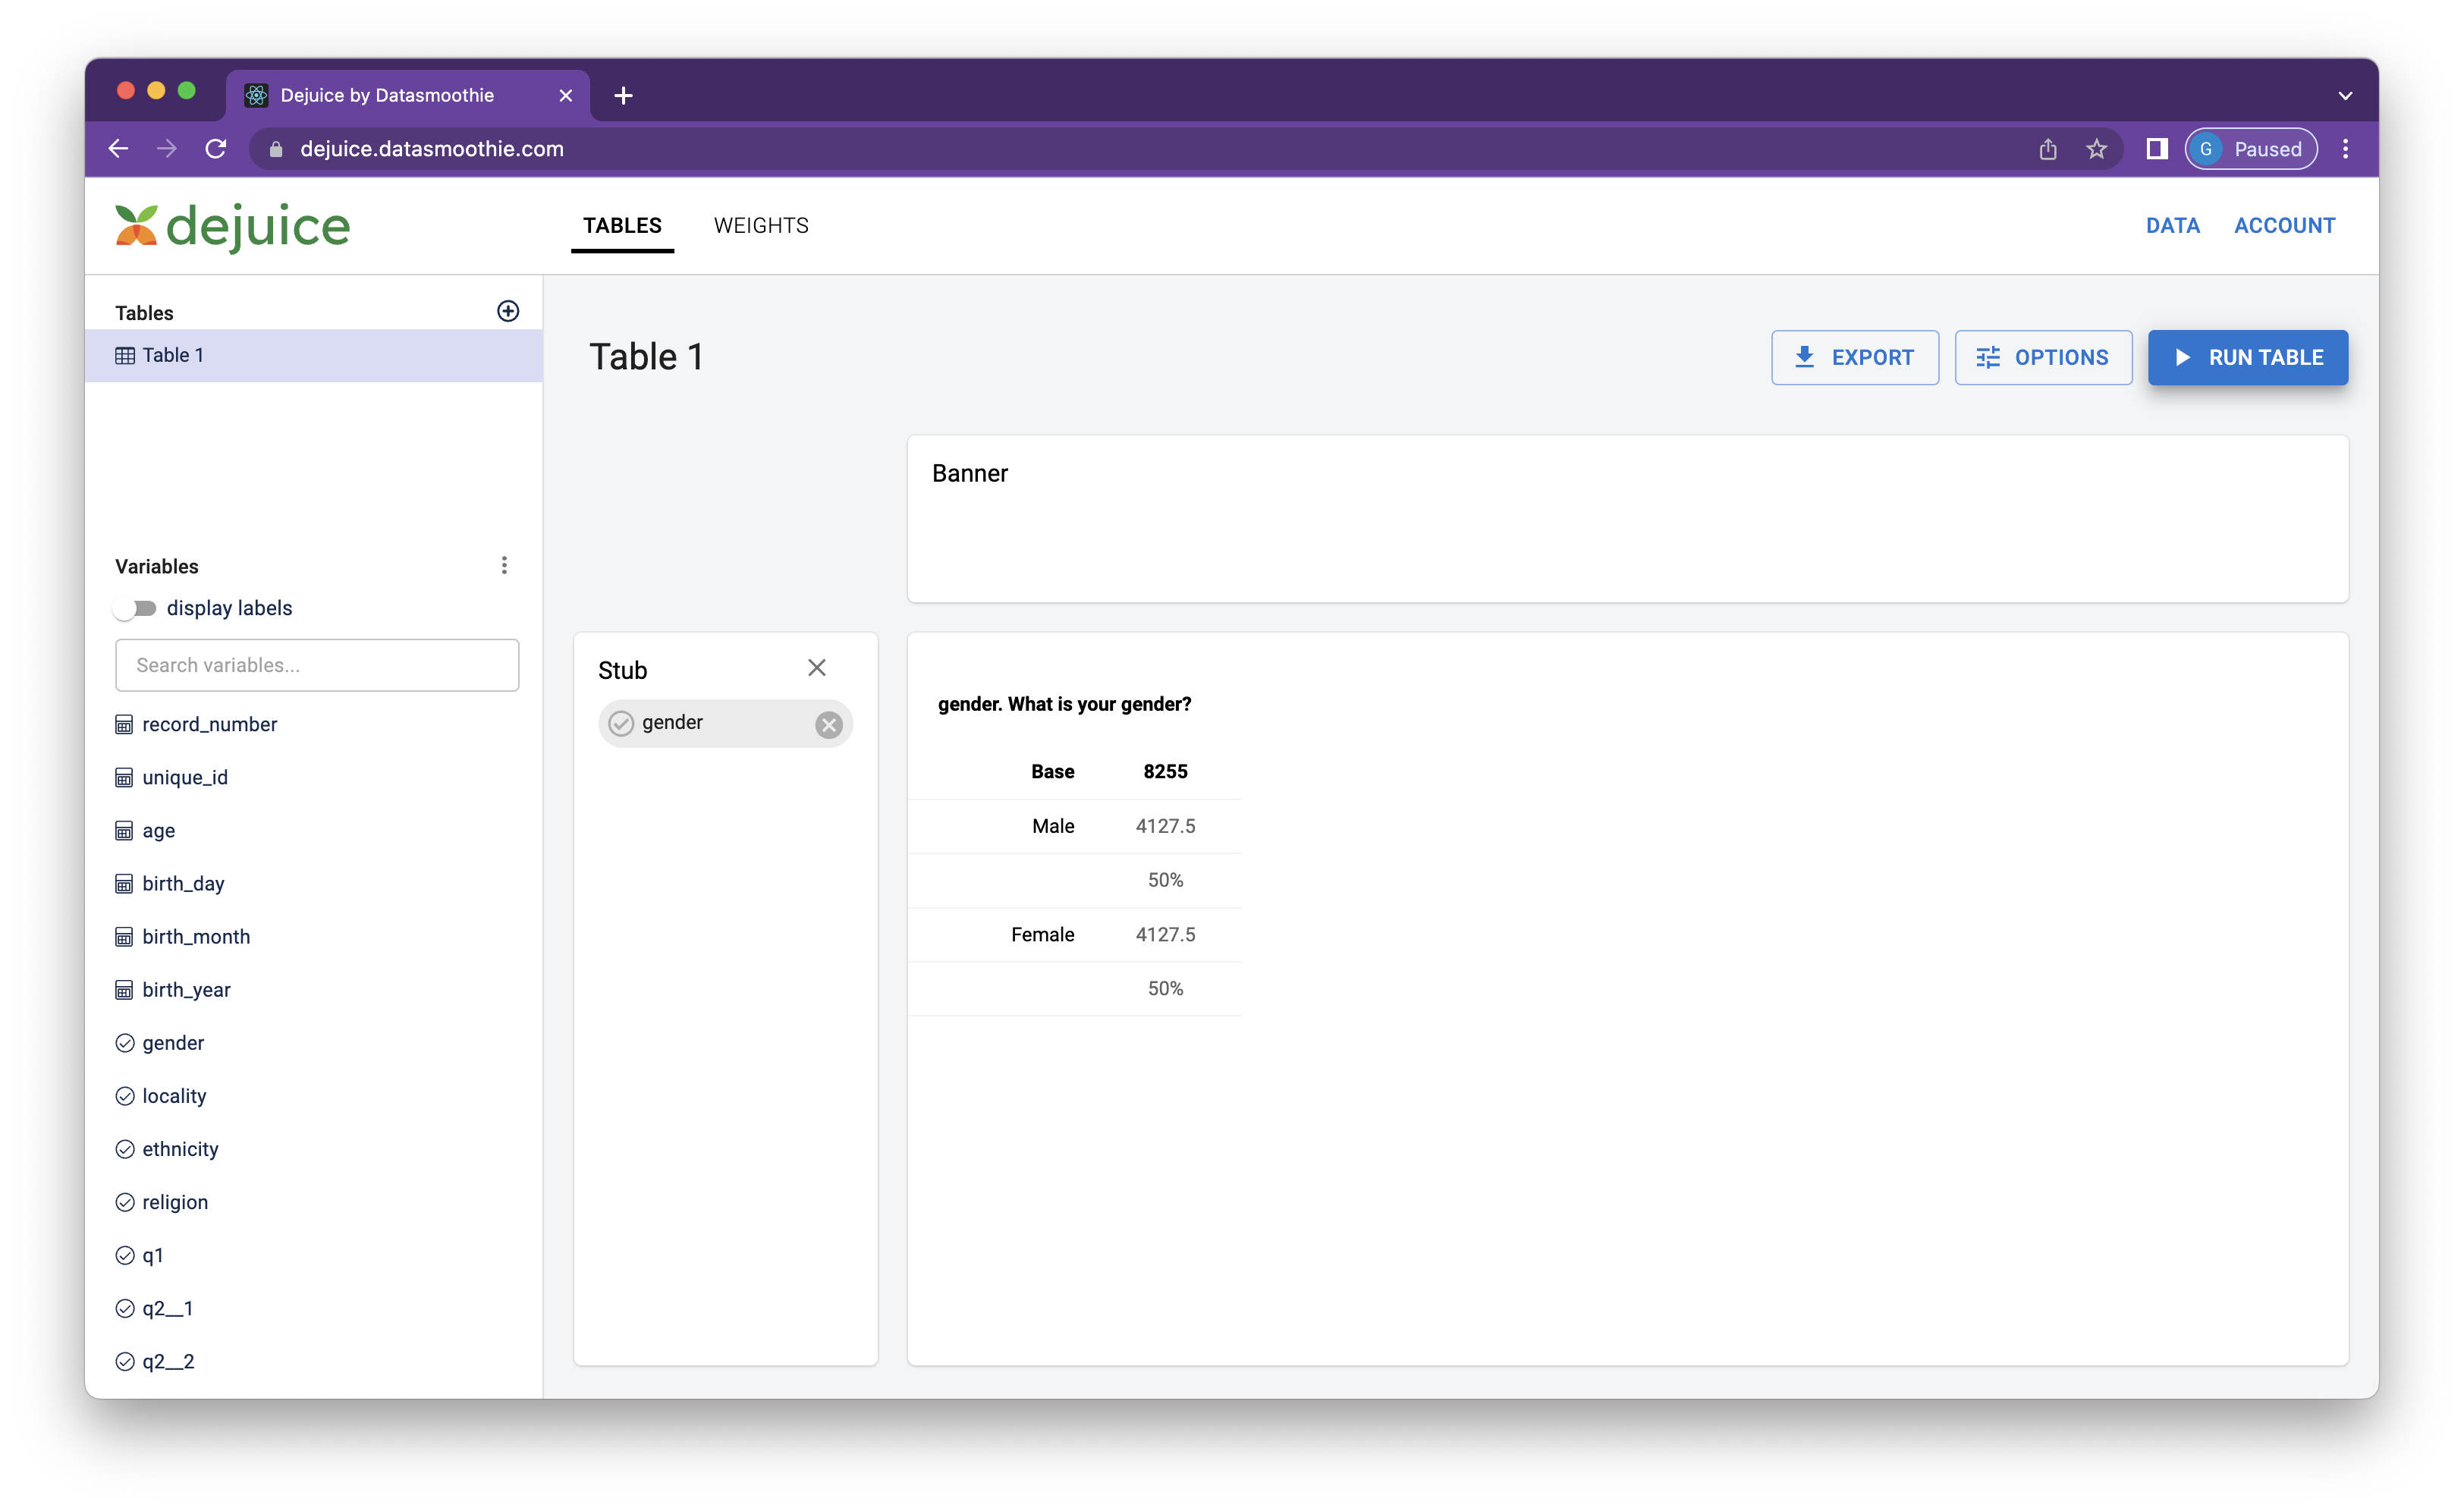 Dejuice by Datasmoothie
dejuice.datasmoothie.com
G Paused
dejuice
TABLES WEIGHTS
DATA ACCOUNT
Tables
Table 1
Table 1
EXPORT OPTIONS RUN TABLE
Banner
Variables
display labels
Search variables...
record_number
unique_id
age
birth_day
birth_month
birth_year
gender
locality
ethnicity
religion
q1
q2__1
q2__2
Stub
gender
gender. What is your gender?
Base 8255
Male 4127.5
50%
Female 4127.5
50%